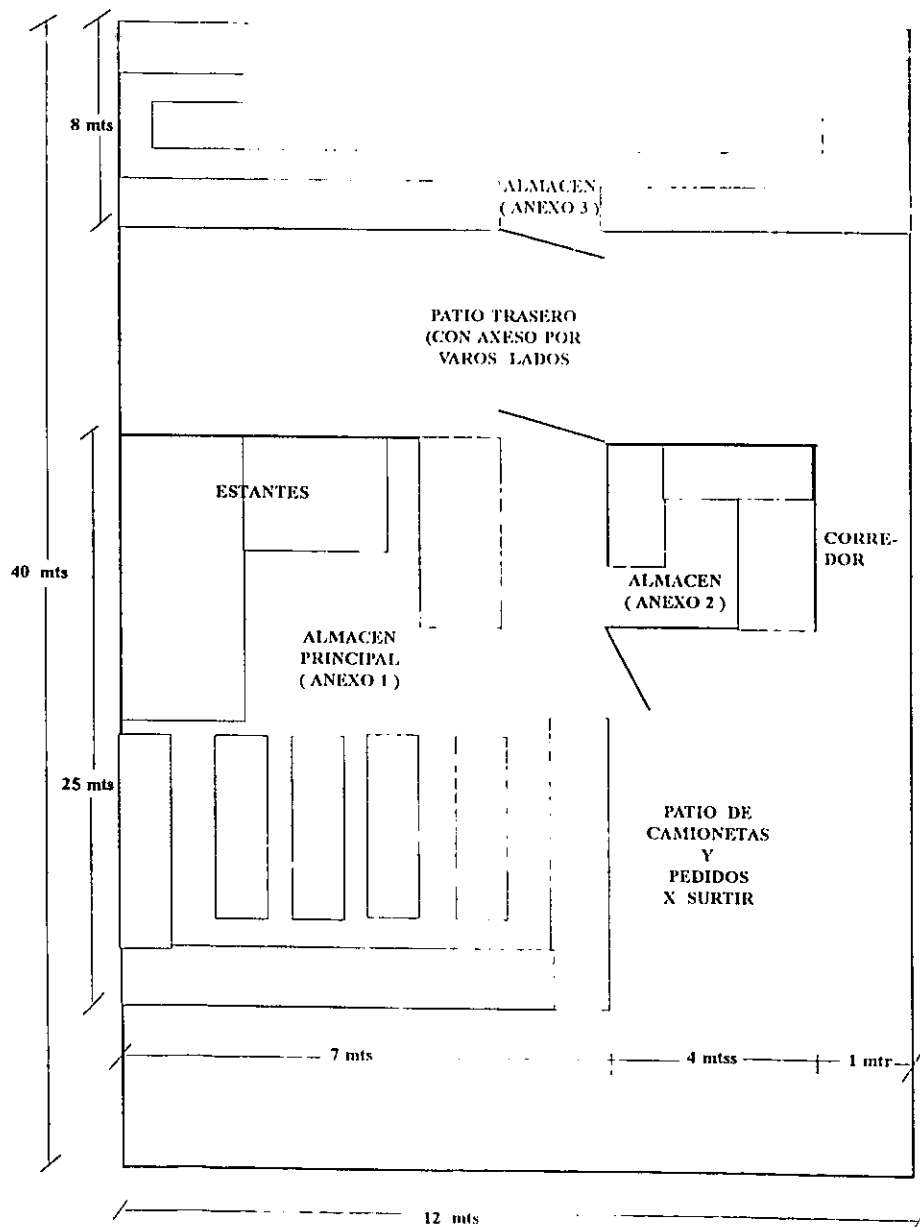 8 mts
ALMACEN
( ANEXO 3 )
PATIO TRASERO
(CON AXESO POR
VAROS LADOS
ESTANTES
40 mts
CORRE-
DOR
ALMACEN
( ANEXO 2 )
ALMACEN
PRINCIPAL
( ANEXO 1 )
25 mts
PATIO DE
CAMIONETAS
Y
PEDIDOS
X SURTIR
7 mts
4 mtss
1 mtr
12 mts